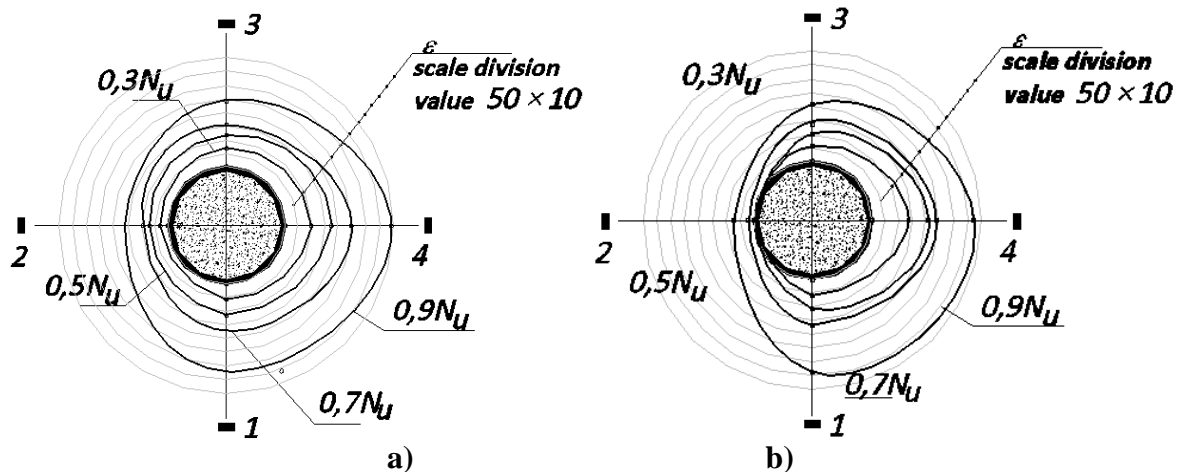 3
ε
scale division
value 50 × 10
0,3Nu
2
4
0,5Nu
0,9Nu
0,7Nu
1
a)
3
ε
scale division
value 50 × 10
0,3Nu
2
4
0,5Nu
0,9Nu
0,7Nu
1
b)